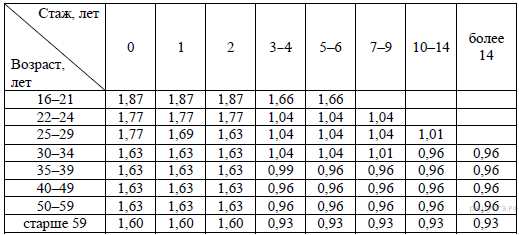 Стаж, лет
Возраст, лет
0 1 2 3–4 5–6 7–9 10–14 более 14
16–21 1,87 1,87 1,87 1,66 1,66
22–24 1,77 1,77 1,77 1,04 1,04 1,04
25–29 1,77 1,69 1,63 1,04 1,04 1,04 1,01
30–34 1,63 1,63 1,63 1,04 1,04 1,01 0,96 0,96
35–39 1,63 1,63 1,63 0,99 0,96 0,96 0,96 0,96
40–49 1,63 1,63 1,63 0,96 0,96 0,96 0,96 0,96
50–59 1,63 1,63 1,63 0,96 0,96 0,96 0,96 0,96
старше 59 1,60 1,60 1,60 0,93 0,93 0,93 0,93 0,93